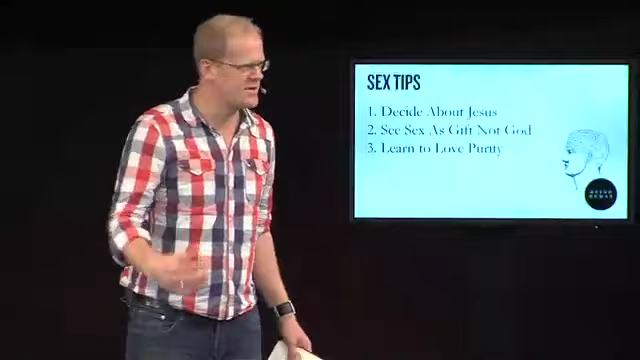 SEX TIPS
1. Decide About Jesus
2. See Sex As Gift Not God
3. Learn to Love Purity